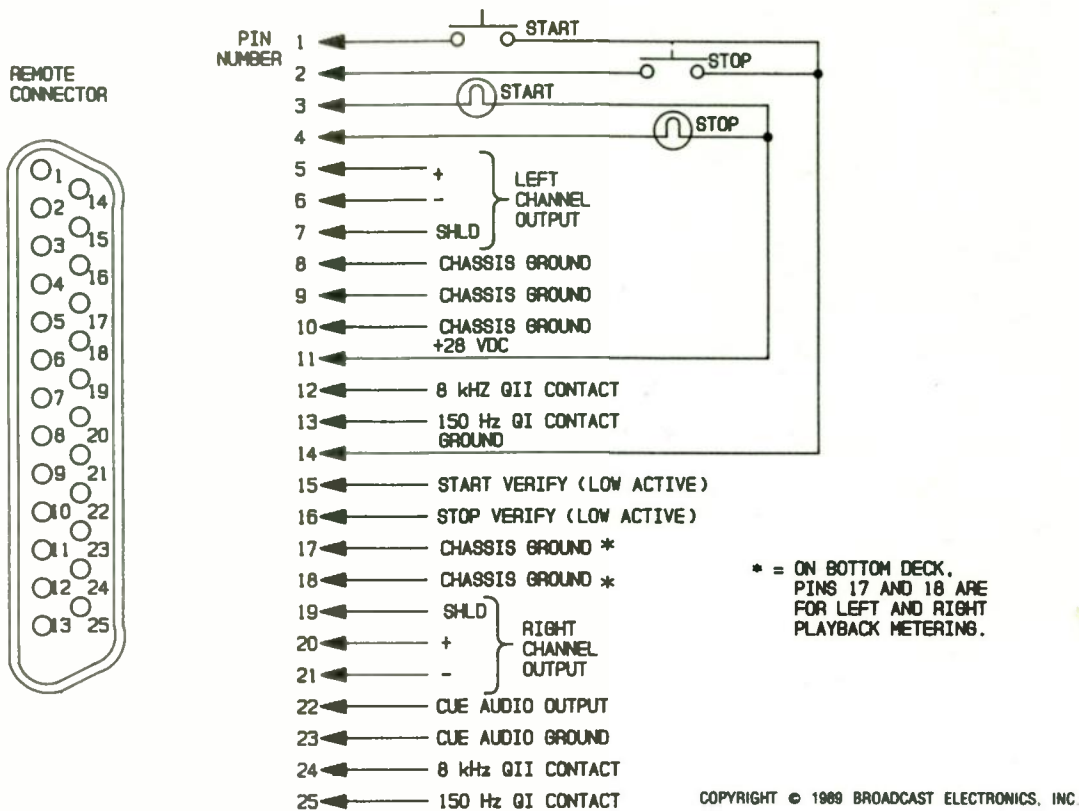 REMOTE
CONNECTOR
1
14
2
15
3
16
4
17
5
18
6
19
7
20
8
21
9
22
10
23
11
24
12
25
13
PIN
NUMBER
1 START
2 STOP
3 START
4 STOP
5 +
6 -
7 SHLD
LEFT
CHANNEL
OUTPUT
8 CHASSIS GROUND
9 CHASSIS GROUND
10 CHASSIS GROUND
+28 VDC
11
12 8 kHZ QII CONTACT
13 150 Hz QI CONTACT
GROUND
14
15 START VERIFY (LOW ACTIVE)
16 STOP VERIFY (LOW ACTIVE)
17 CHASSIS GROUND *
18 CHASSIS GROUND *
19 SHLD
20 +
21 -
RIGHT
CHANNEL
OUTPUT
22 CUE AUDIO OUTPUT
23 CUE AUDIO GROUND
24 8 kHz QII CONTACT
25 150 Hz QI CONTACT
* = ON BOTTOM DECK,
PINS 17 AND 18 ARE
FOR LEFT AND RIGHT
PLAYBACK METERING.
COPYRIGHT © 1989 BROADCAST ELECTRONICS, INC